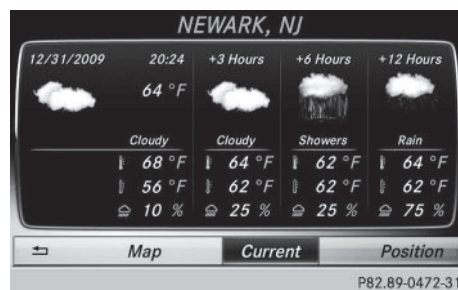 NEWARK, NJ
12/31/2009 20:24 +3 Hours +6 Hours +12 Hours
64 °F
Cloudy Cloudy Showers Rain
68 °F 64 °F 62 °F 64 °F
56 °F 62 °F 62 °F 62 °F
10 % 25 % 25 % 75 %
Map Current Position
P82.89-0472-31